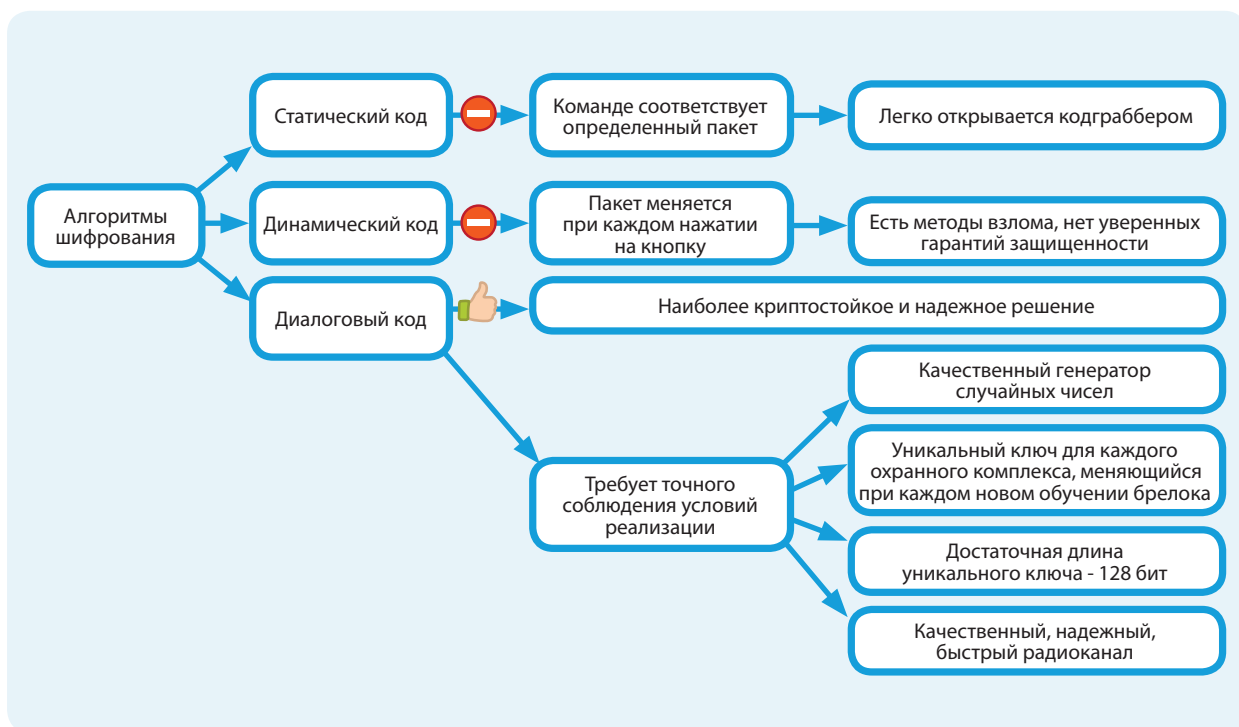 Статический код
Команде соответствует
определенный пакет
Легко открывается кодграббером
Алгоритмы
шифрования
Динамический код
Пакет меняется
при каждом нажатии
на кнопку
Есть методы взлома, нет уверенных
гарантий защищенности
Диалоговый код
Наиболее криптостойкое и надежное решение
Требует точного
соблюдения условий
реализации
Качественный генератор
случайных чисел
Уникальный ключ для каждого
охранного комплекса, меняющийся
при каждом новом обучении брелока
Достаточная длина
уникального ключа - 128 бит
Качественный, надежный,
быстрый радиоканал